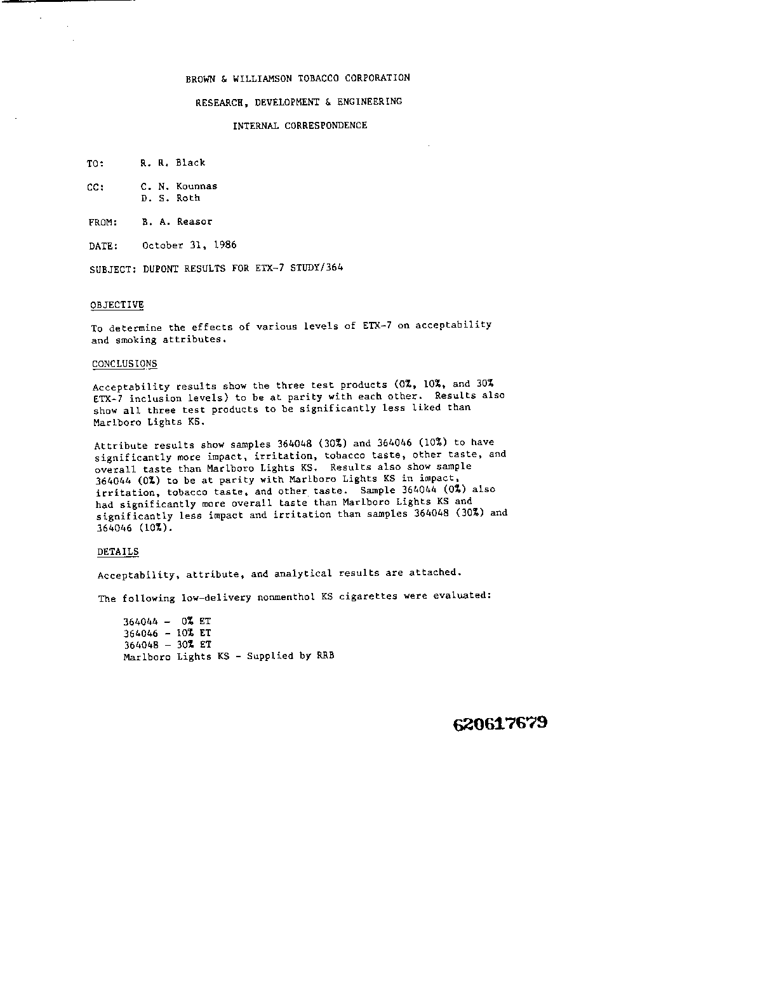 BROWN & WILLIAMSON TOBACCO CORPORATION
RESEARCH, DEVELOPMENT & ENGINEERING
INTERNAL CORRESPONDENCE
TO: R. R. Black
CC: C. N. Kounnas
D. S. Roth
FROM: B. A. Reasor
DATE: October 31, 1986
SUBJECT: DUPONT RESULTS FOR ETX-7 STUDY/364
OBJECTIVE
To determine the effects of various levels of ETX-7 on acceptability
and smoking attributes.
CONCLUSIONS
Acceptability results show the three test products (0%, 10%, and 30%
ETX-7 inclusion levels) to be at parity with each other. Results also
show all three test products to be significantly less liked than
Marlboro Lights KS.
Attribute results show samples 364048 (30%) and 364046 (10%) to have
significantly more impact, irritation, tobacco taste, other taste, and
overall taste than Marlboro Lights KS. Results also show sample
364044 (0%) to be at parity with Marlboro Lights KS in impact,
irritation, tobacco taste, and other taste. Sample 364044 (0%) also
had significantly more overall taste than Marlboro Lights KS and
significantly less impact and irritation than samples 364048 (30%) and
364046 (10%).
DETAILS
Acceptability, attribute, and analytical results are attached.
The following low-delivery nonmenthol KS cigarettes were evaluated:
364044 - 0% ET
364046 - 10% ET
364048 - 30% ET
Marlboro Lights KS - Supplied by RRB
620617679